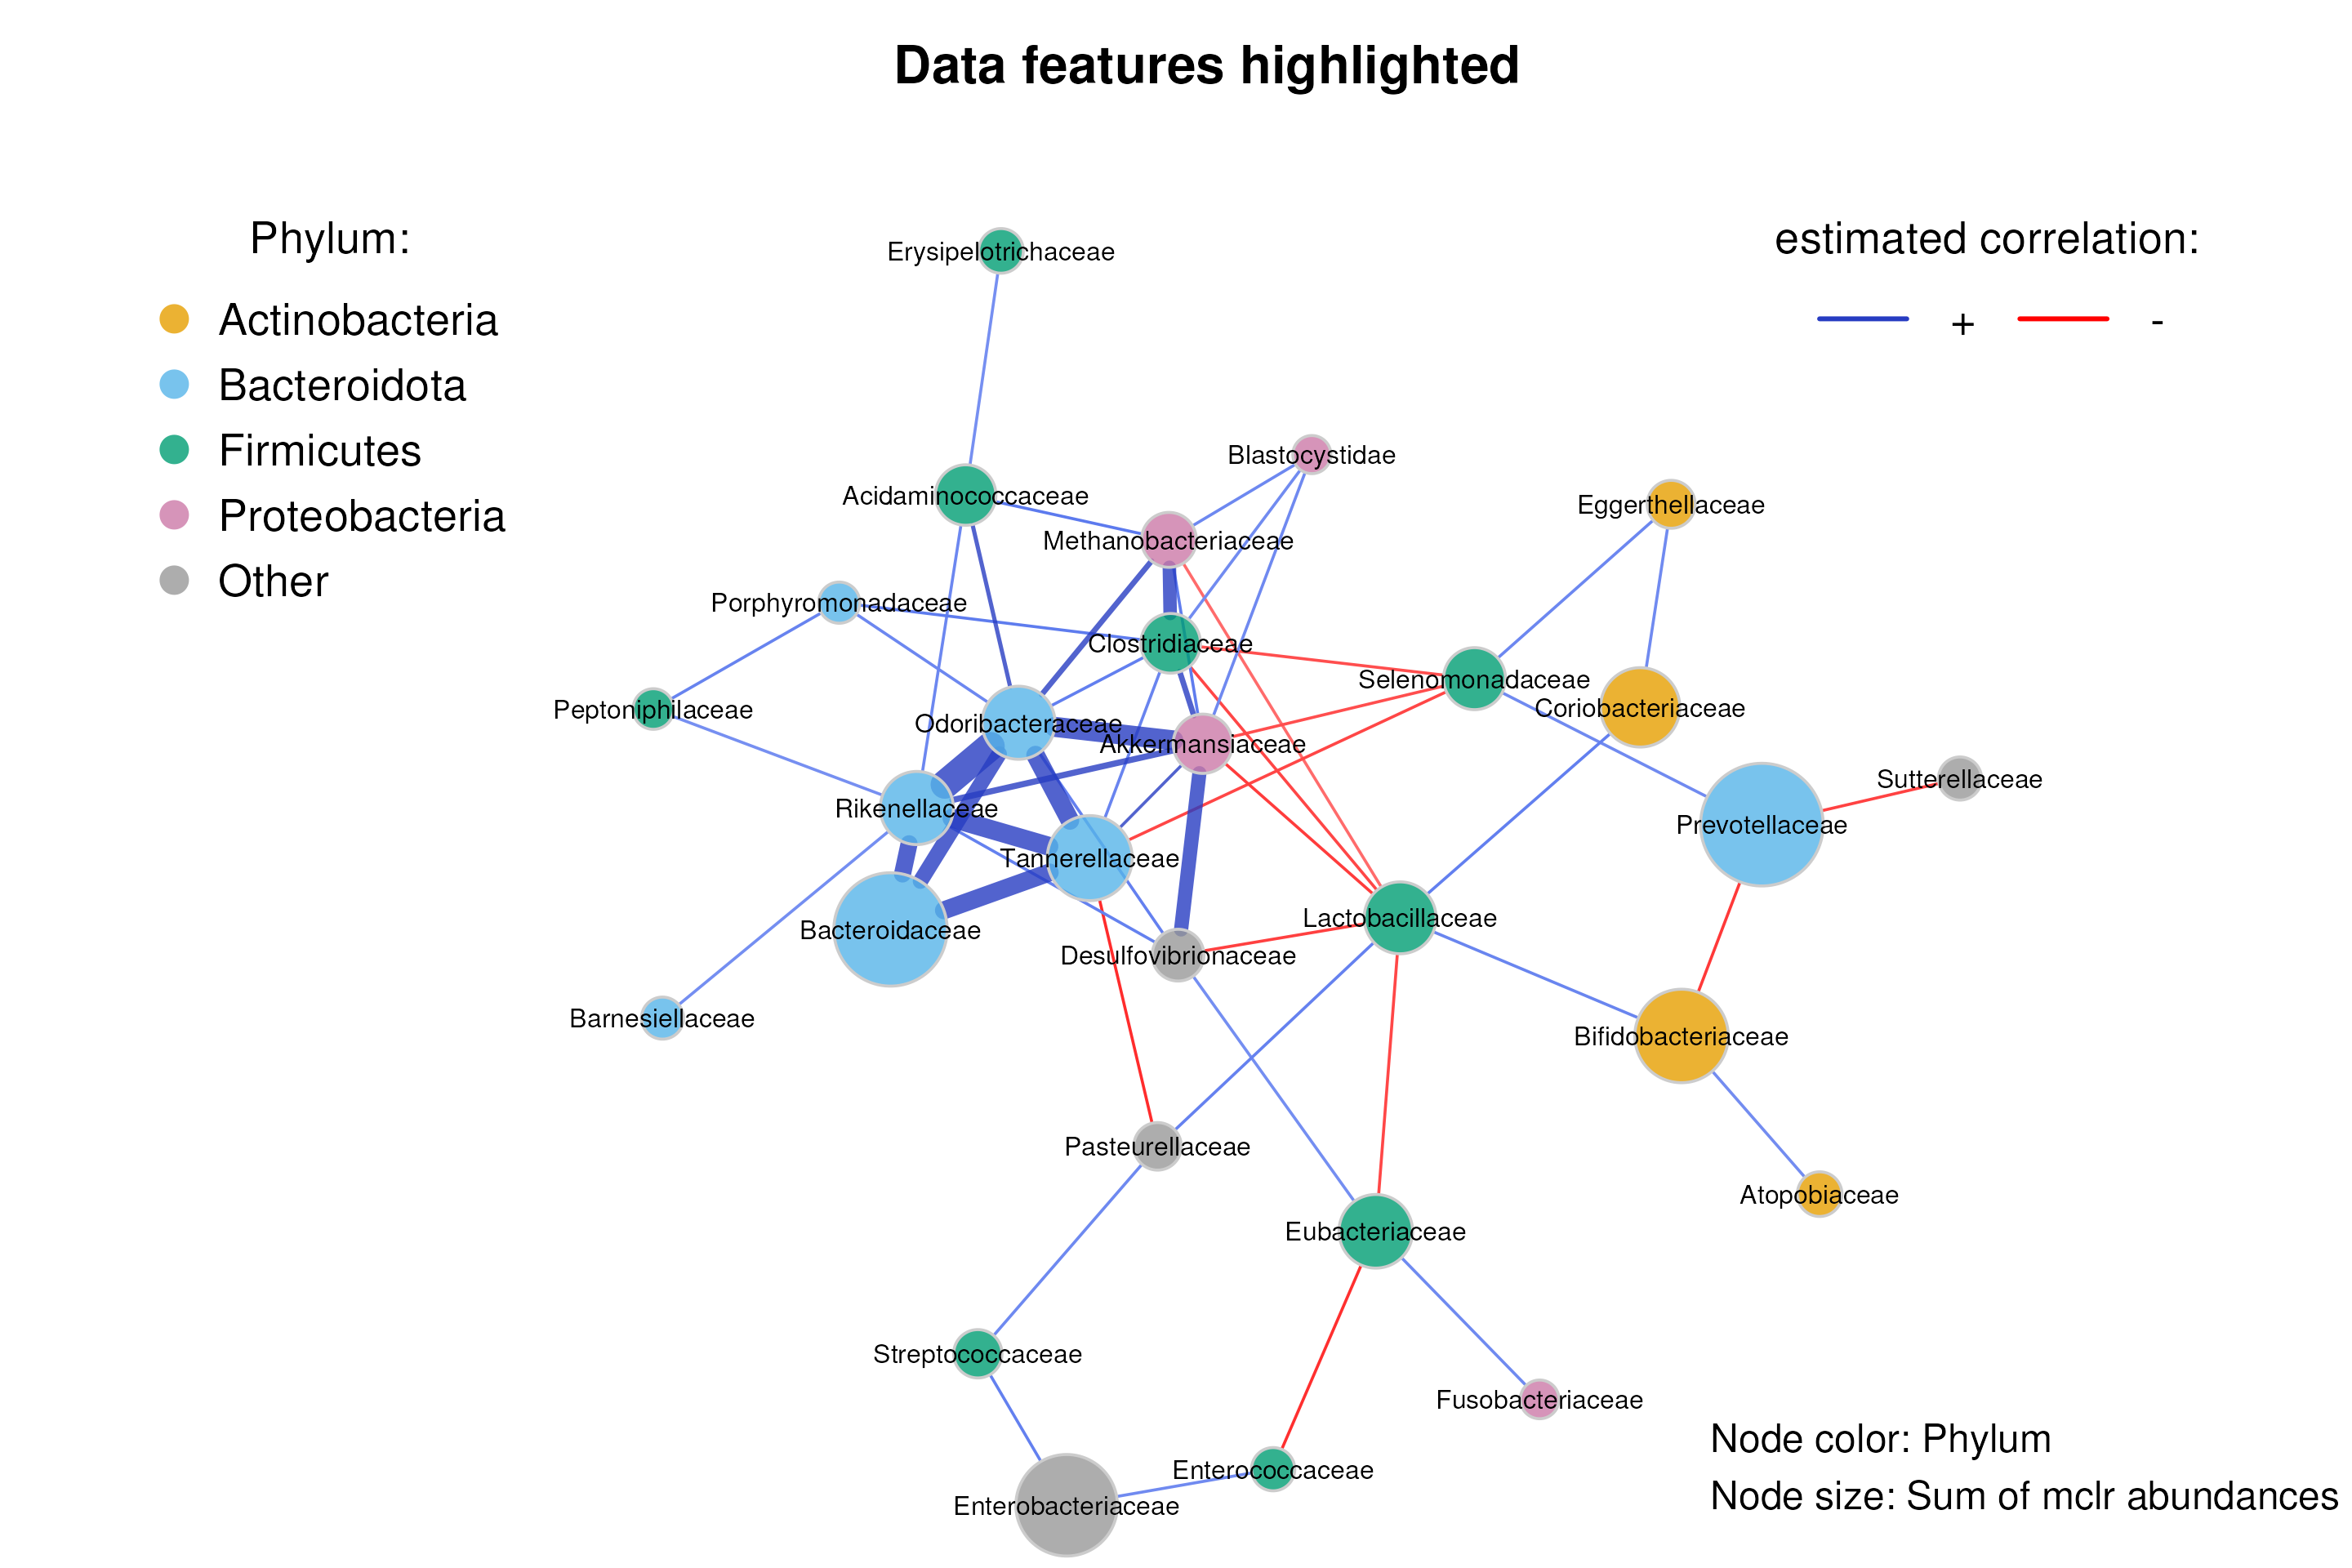 Data features highlighted
Phylum:
Actinobacteria
Bacteroidota
Firmicutes
Proteobacteria
Other
estimated correlation:
+ -
Erysipelotrichaceae
Blastocystidae
Acidaminococcaceae
Eggerthellaceae
Methanobacteriaceae
Porphyromonadaceae
Clostridiaceae
Selenomonadaceae
Peptoniphilaceae
Coriobacteriaceae
Odoribacteraceae
Akkermansiaceae
Sutterellaceae
Rikenellaceae
Prevotellaceae
Tannerellaceae
Lactobacillaceae
Bacteroidaceae
Desulfovibrionaceae
Barnesiellaceae
Bifidobacteriaceae
Pasteurellaceae
Atopobiaceae
Eubacteriaceae
Streptococcaceae
Fusobacteriaceae
Enterococcaceae
Enterobacteriaceae
Node color: Phylum
Node size: Sum of mclr abundances